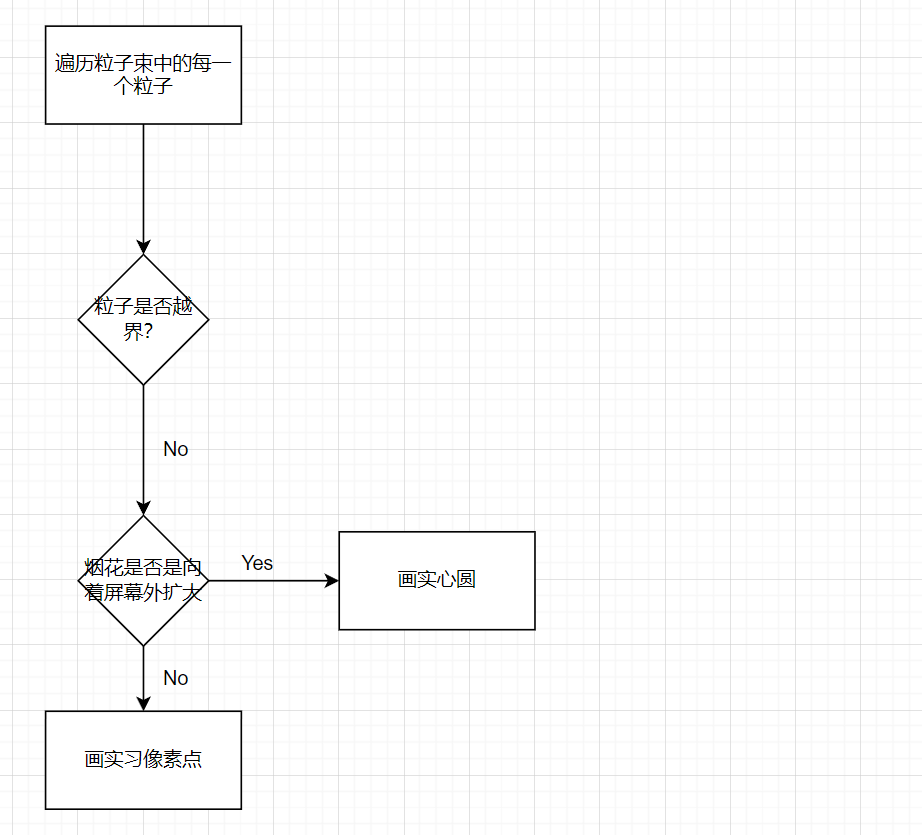 遍历粒子束中的每一
个粒子
粒子是否越
界？
No
烟花是否是向
着屏幕外扩大
Yes
画实心圆
No
画实习像素点